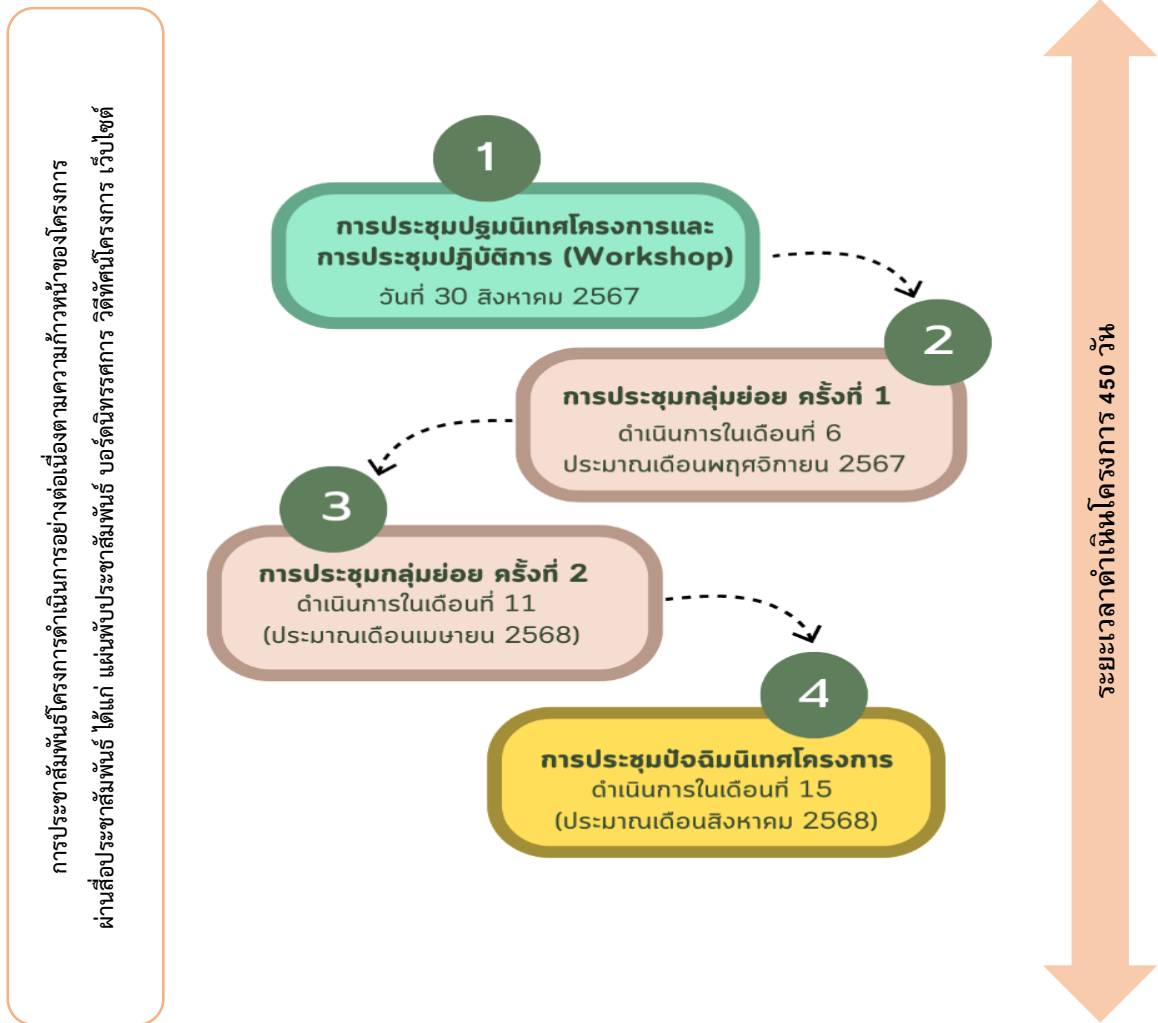 การประชาสัมพันธ์โครงการดำเนินการอย่างต่อเนื่องตามความก้าวหน้าของโครงการ
ผ่านสื่อประชาสัมพันธ์ ได้แก่ แผ่นพับประชาสัมพันธ์ บอร์ดนิทรรศการ วิดีทัศน์โครงการ เว็บไซต์
1
การประชุมปฐมนิเทศโครงการและ
การประชุมปฏิบัติการ (Workshop)
วันที่ 30 สิงหาคม 2567
2
การประชุมกลุ่มย่อย ครั้งที่ 1
ดำเนินการในเดือนที่ 6
ประมาณเดือนพฤศจิกายน 2567
3
การประชุมกลุ่มย่อย ครั้งที่ 2
ดำเนินการในเดือนที่ 11
(ประมาณเดือนเมษายน 2568)
4
การประชุมปัจฉิมนิเทศโครงการ
ดำเนินการในเดือนที่ 15
(ประมาณเดือนสิงหาคม 2568)
ระยะเวลาดำเนินโครงการ 450 วัน